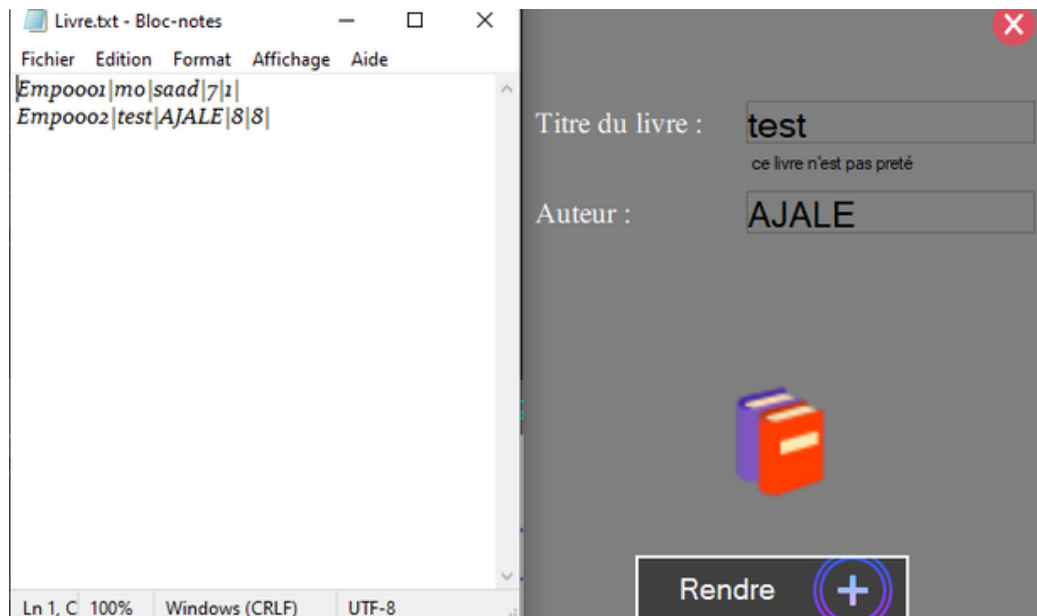 Livre.txt - Bloc-notes
Fichier Edition Format Affichage Aide
Emp0001|mo|saad|7|1|
Emp0002|test|AJALE|8|8|
Ln 1, C 100% Windows (CRLF) UTF-8
Titre du livre : test
ce livre n'est pas preté
Auteur : AJALE
Rendre